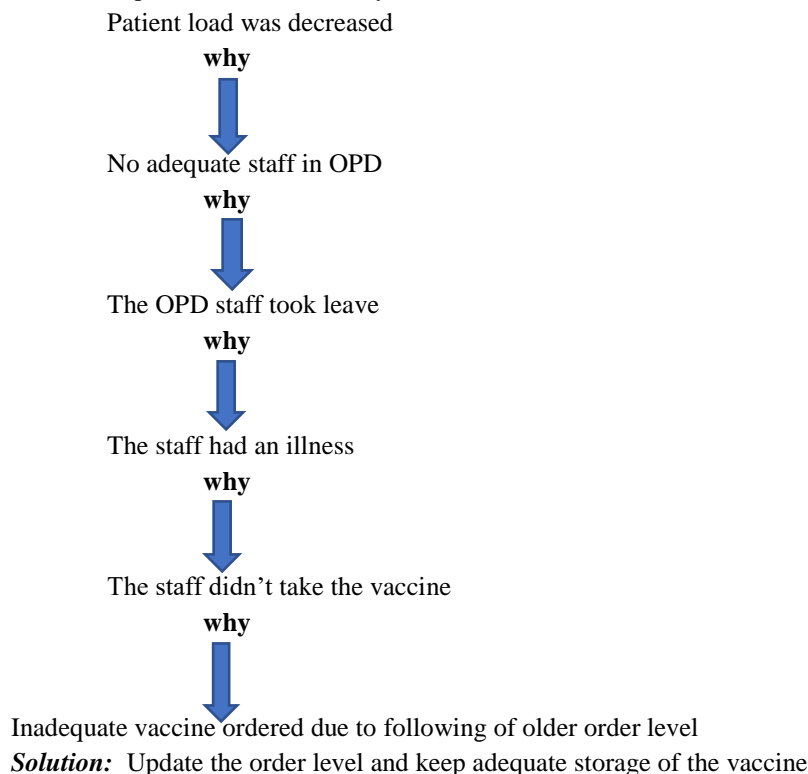 Patient load was decreased
why
No adequate staff in OPD
why
The OPD staff took leave
why
The staff had an illness
why
The staff didn't take the vaccine
why
Inadequate vaccine ordered due to following of older order level
Solution: Update the order level and keep adequate storage of the vaccine